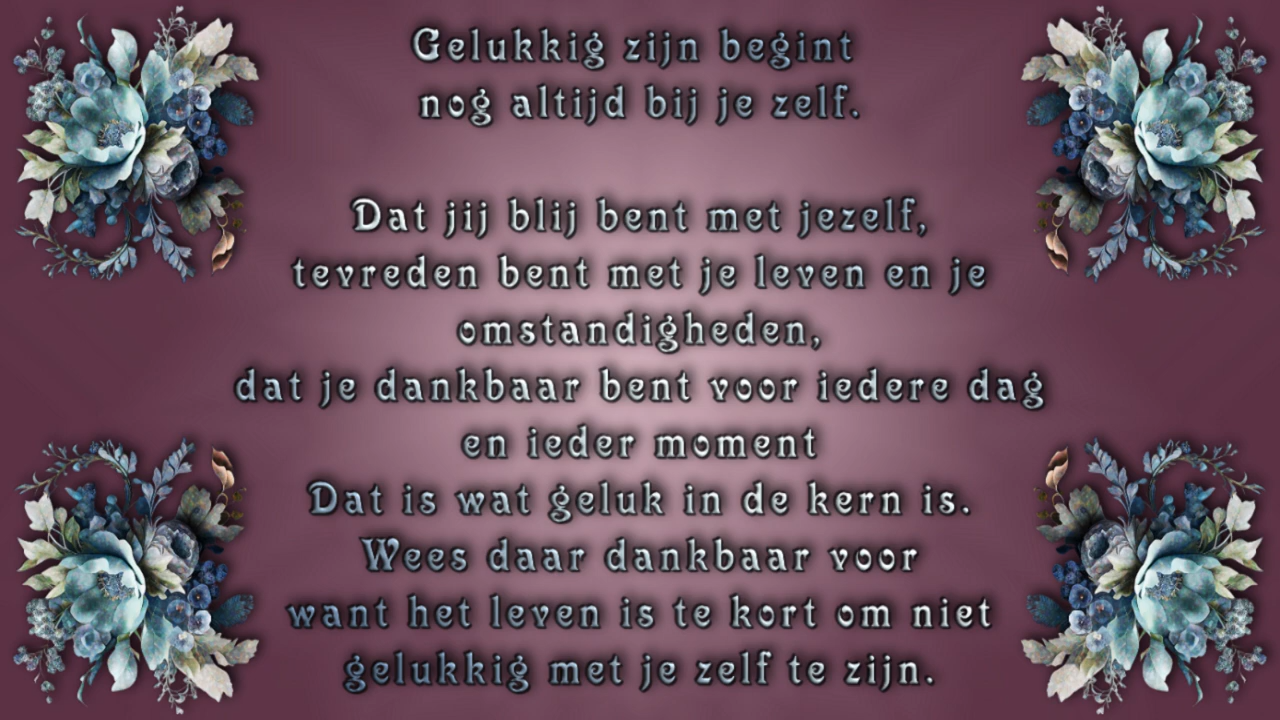 Gelukkig zijn begint
nog altijd bij je zelf.
Dat jij blij bent met jezelf,
tevreden bent met je leven en je
omstandigheden,
dat je dankbaar bent voor iedere dag
en ieder moment
Dat is wat geluk in de kern is.
Wees daar dankbaar voor
want het leven is te kort om niet
gelukkig met je zelf te zijn.